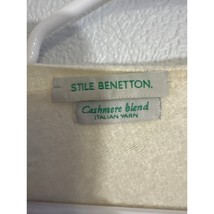 STILE BENETTON.
Cashmere blend
ITALIAN YARN